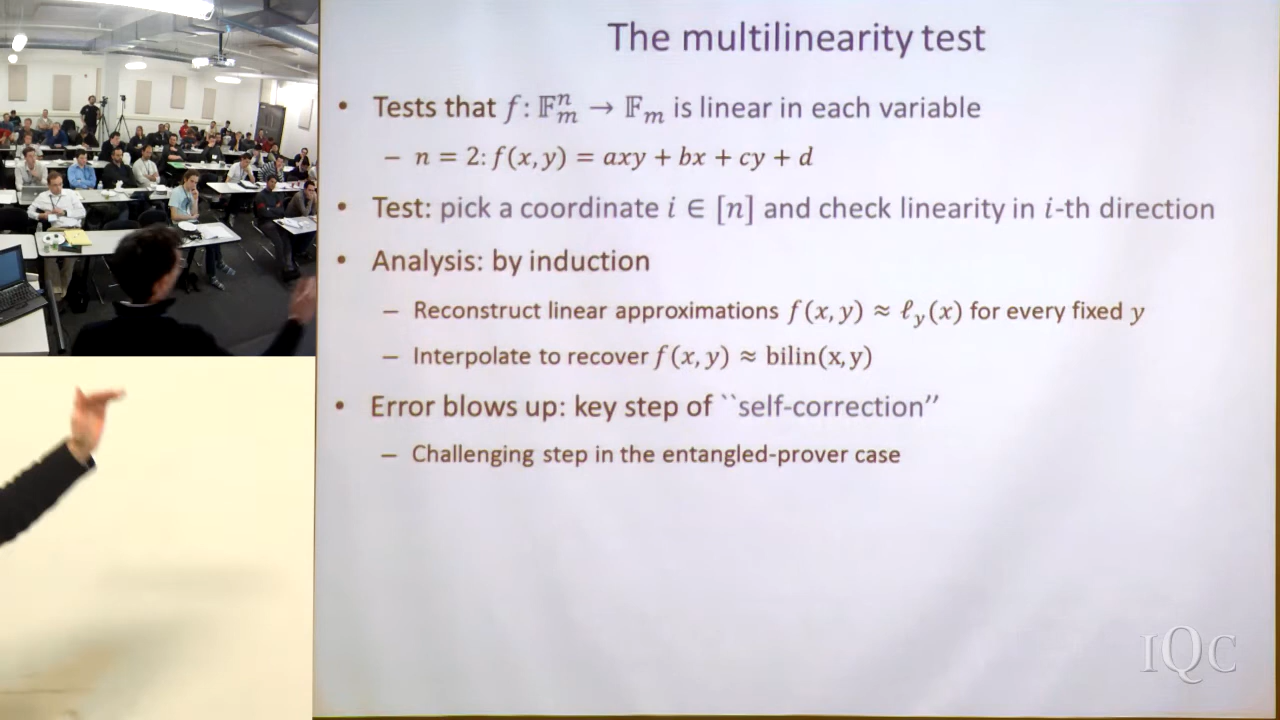 The multilinearity test
• Tests that f: 𝔽ₘⁿ → 𝔽ₘ is linear in each variable
– n = 2: f(x, y) = axy + bx + cy + d
• Test: pick a coordinate i ∈ [n] and check linearity in i-th direction
• Analysis: by induction
– Reconstruct linear approximations f(x, y) ≈ ℓ_y(x) for every fixed y
– Interpolate to recover f(x, y) ≈ bilin(x, y)
• Error blows up: key step of ``self-correction’’
– Challenging step in the entangled-prover case
IQC